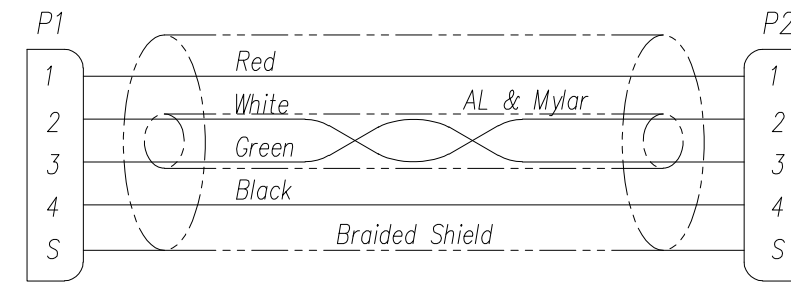 P1 P2
1 Red 1
2 White AL & Mylar 2
3 Green 3
4 Black 4
S Braided Shield S